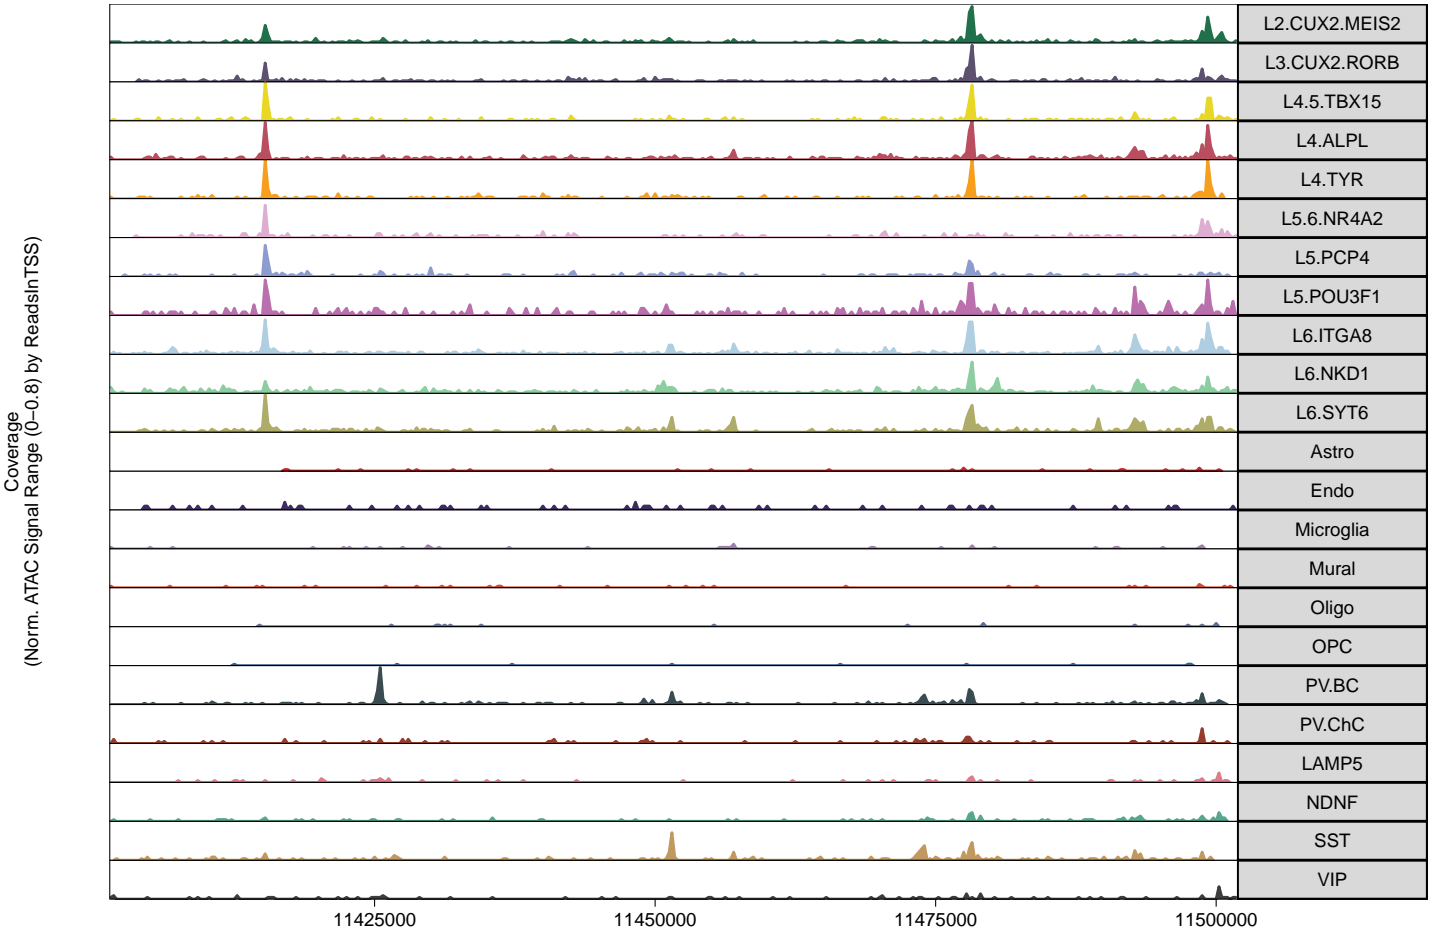 Coverage
(Norm. ATAC Signal Range (0–0.8) by ReadsInTSS)
L2.CUX2.MEIS2
L3.CUX2.RORB
L4.5.TBX15
L4.ALPL
L4.TYR
L5.6.NR4A2
L5.PCP4
L5.POU3F1
L6.ITGA8
L6.NKD1
L6.SYT6
Astro
Endo
Microglia
Mural
Oligo
OPC
PV.BC
PV.ChC
LAMP5
NDNF
SST
VIP
11425000
11450000
11475000
11500000